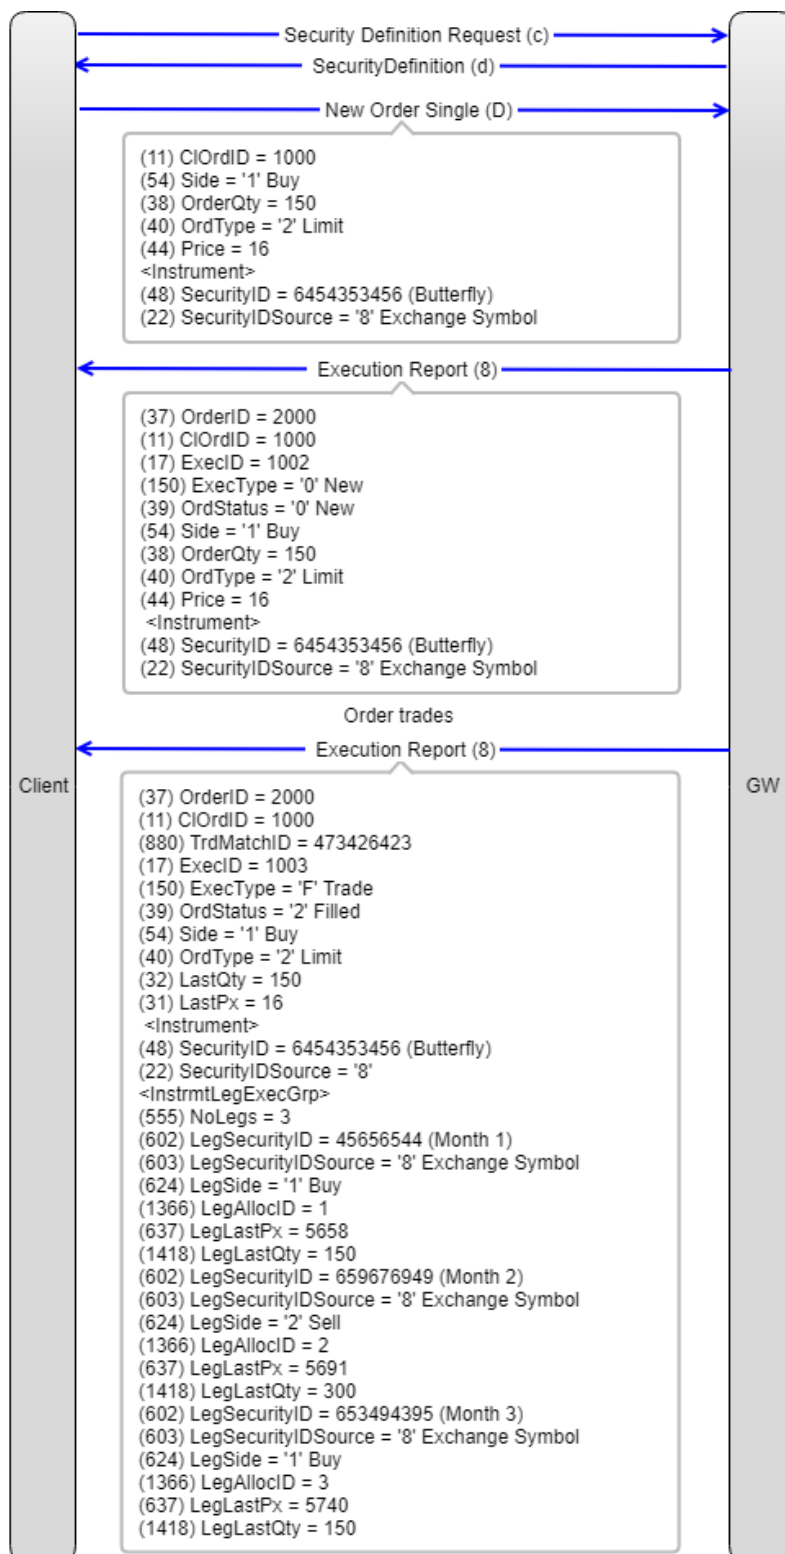 Security Definition Request (c)
SecurityDefinition (d)
New Order Single (D)
(11) ClOrdID = 1000
(54) Side = '1' Buy
(38) OrderQty = 150
(40) OrdType = '2' Limit
(44) Price = 16
<Instrument>
(48) SecurityID = 6454353456 (Butterfly)
(22) SecurityIDSource = '8' Exchange Symbol
Execution Report (8)
(37) OrderID = 2000
(11) ClOrdID = 1000
(17) ExecID = 1002
(150) ExecType = '0' New
(39) OrdStatus = '0' New
(54) Side = '1' Buy
(38) OrderQty = 150
(40) OrdType = '2' Limit
(44) Price = 16
<Instrument>
(48) SecurityID = 6454353456 (Butterfly)
(22) SecurityIDSource = '8' Exchange Symbol
Order trades
Execution Report (8)
Client
GW
(37) OrderID = 2000
(11) ClOrdID = 1000
(880) TrdMatchID = 473426423
(17) ExecID = 1003
(150) ExecType = 'F' Trade
(39) OrdStatus = '2' Filled
(54) Side = '1' Buy
(40) OrdType = '2' Limit
(32) LastQty = 150
(31) LastPx = 16
<Instrument>
(48) SecurityID = 6454353456 (Butterfly)
(22) SecurityIDSource = '8'
<InstrmtLegExecGrp>
(555) NoLegs = 3
(602) LegSecurityID = 45656544 (Month 1)
(603) LegSecurityIDSource = '8' Exchange Symbol
(624) LegSide = '1' Buy
(1366) LegAllocID = 1
(637) LegLastPx = 5658
(1418) LegLastQty = 150
(602) LegSecurityID = 659676949 (Month 2)
(603) LegSecurityIDSource = '8' Exchange Symbol
(624) LegSide = '2' Sell
(1366) LegAllocID = 2
(637) LegLastPx = 5691
(1418) LegLastQty = 300
(602) LegSecurityID = 653494395 (Month 3)
(603) LegSecurityIDSource = '8' Exchange Symbol
(624) LegSide = '1' Buy
(1366) LegAllocID = 3
(637) LegLastPx = 5740
(1418) LegLastQty = 150